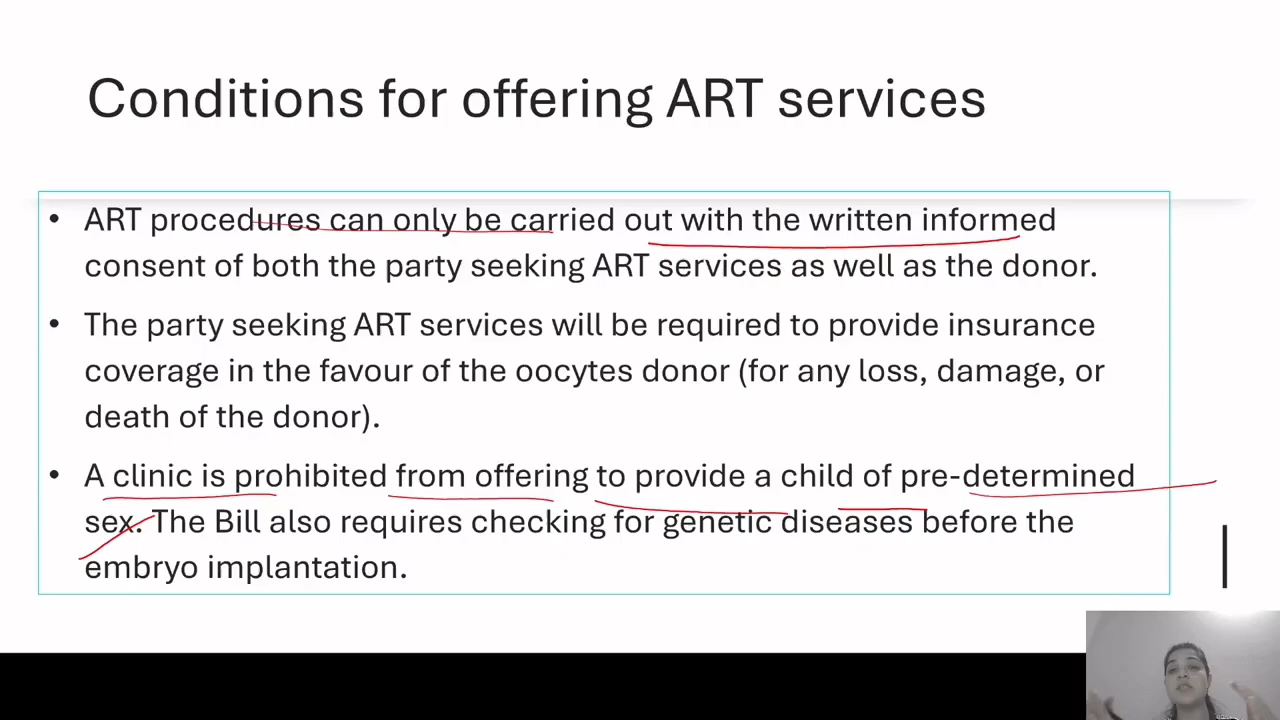 Conditions for offering ART services
• ART procedures can only be carried out with the written informed
consent of both the party seeking ART services as well as the donor.
• The party seeking ART services will be required to provide insurance
coverage in the favour of the oocytes donor (for any loss, damage, or
death of the donor).
• A clinic is prohibited from offering to provide a child of pre-determined
sex. The Bill also requires checking for genetic diseases before the
embryo implantation.